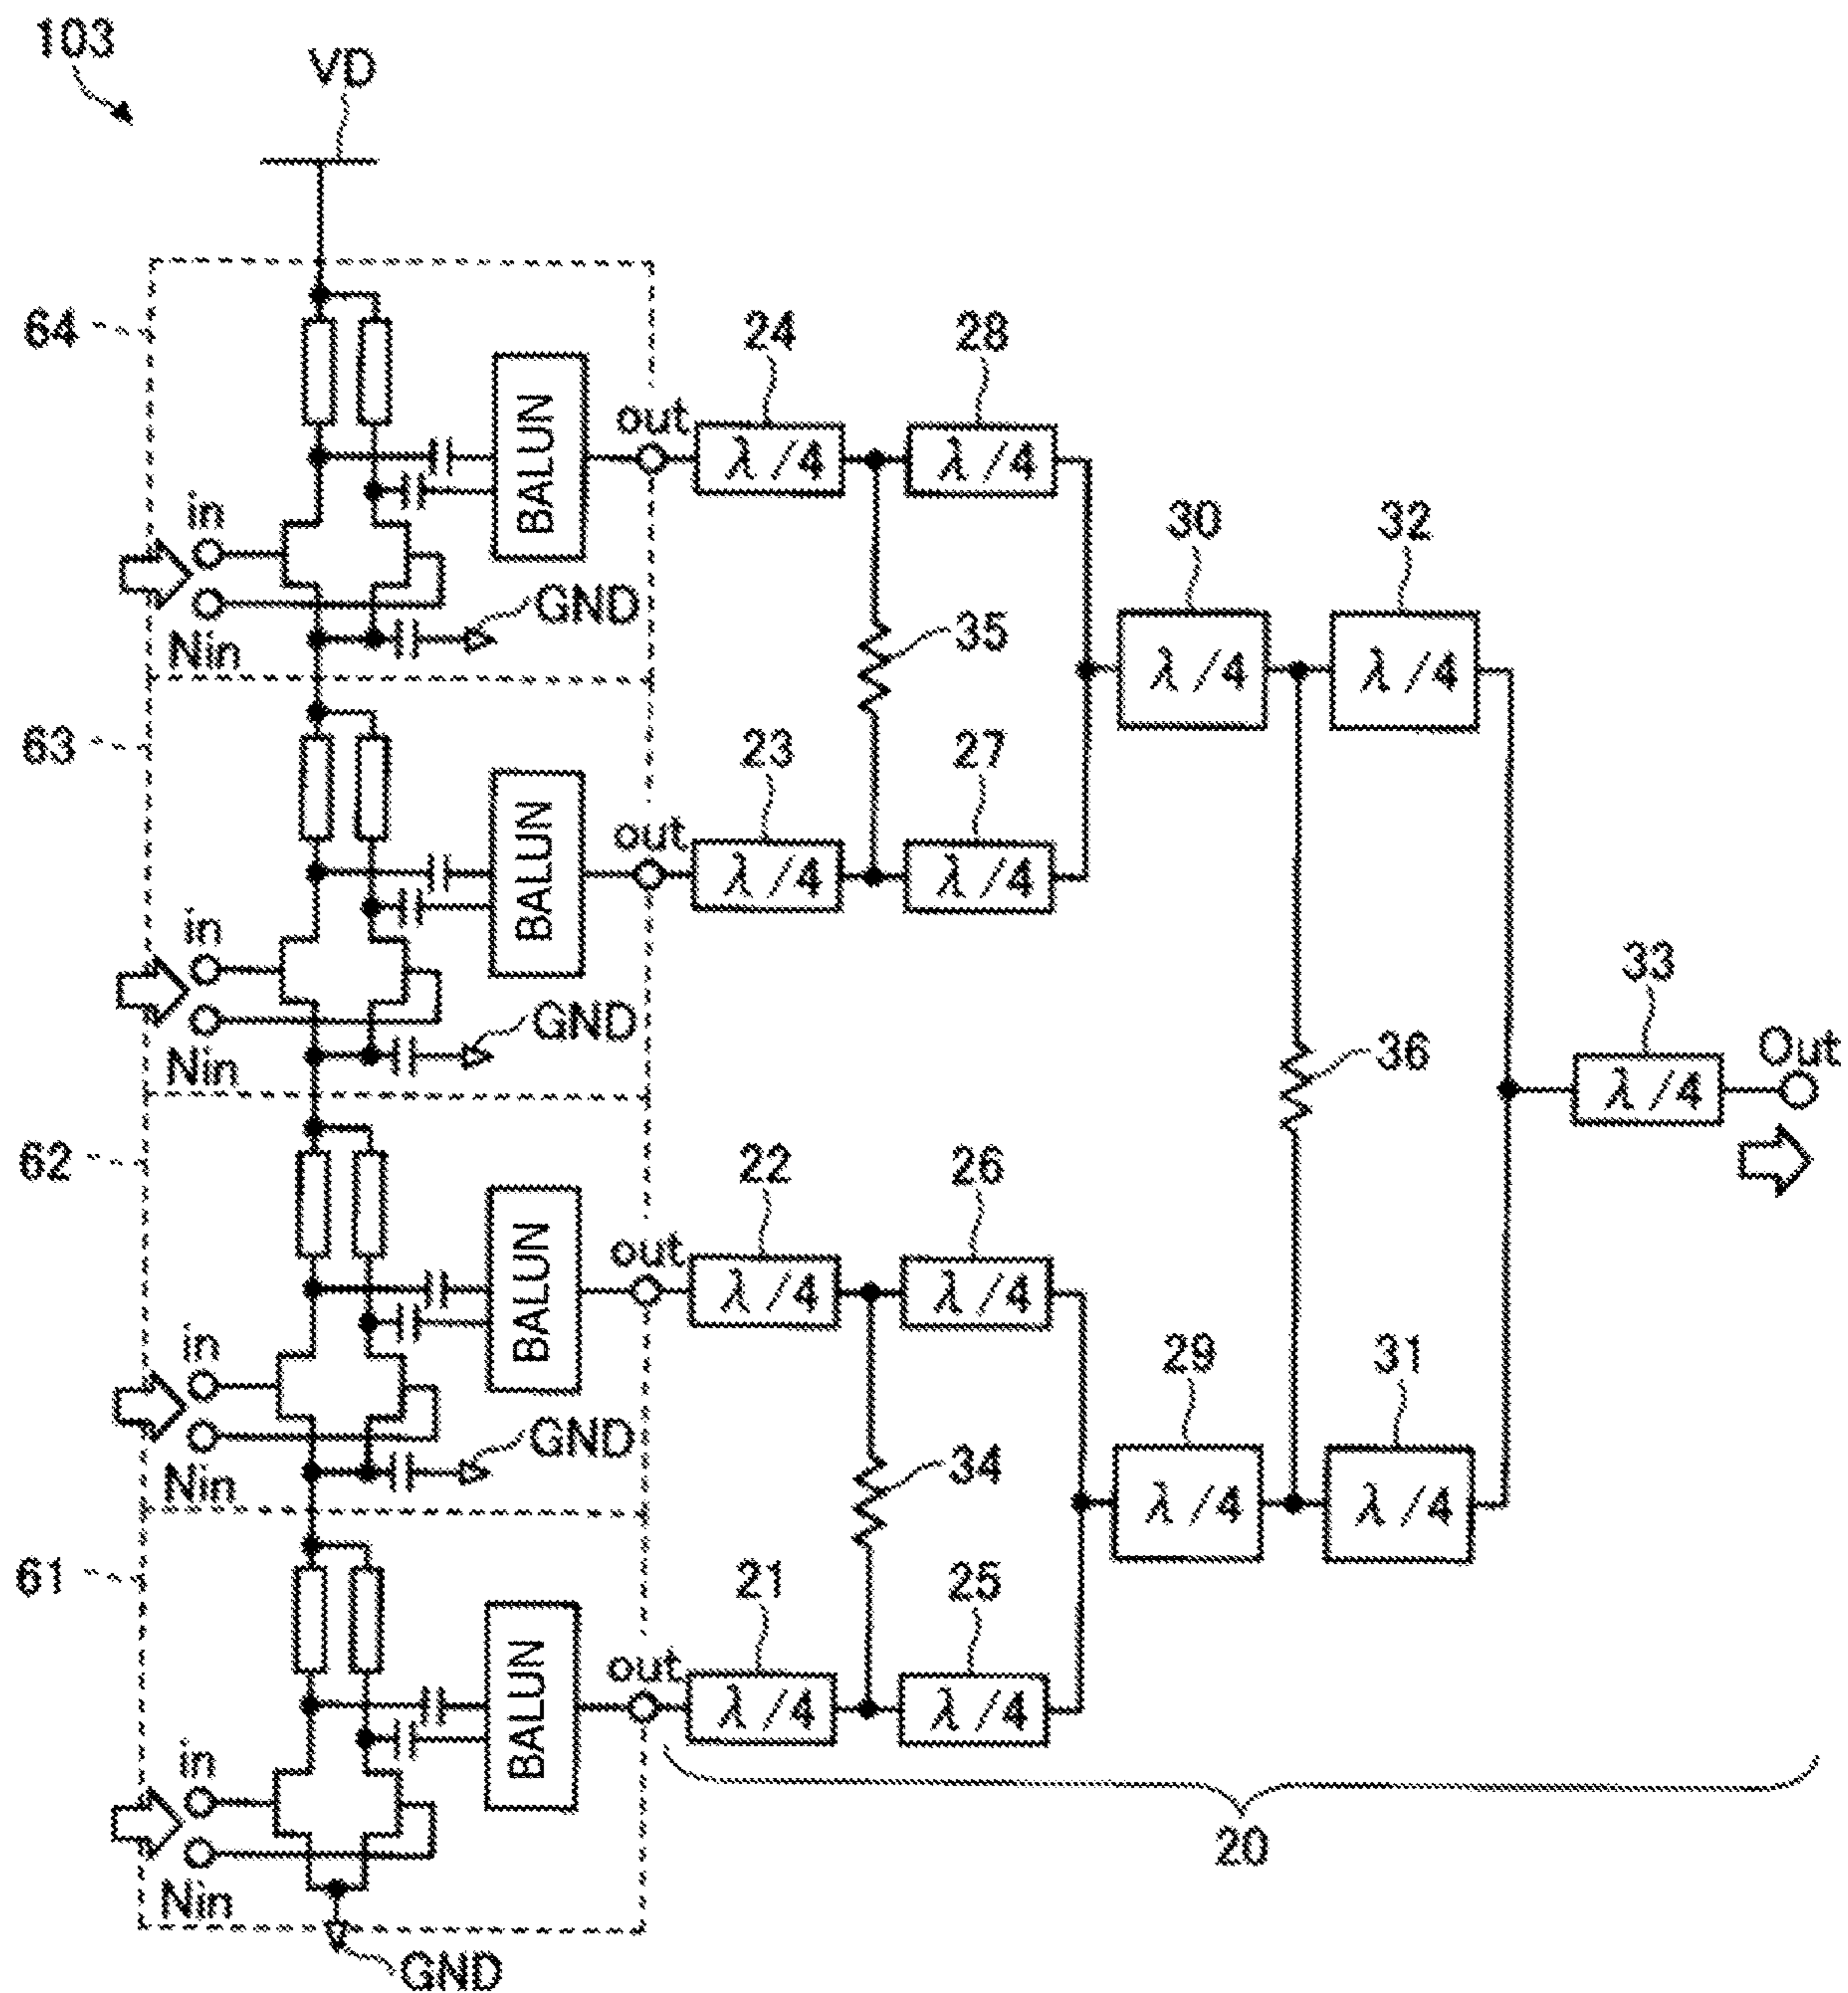 103
VD
64
24
28
out
λ/4
λ/4
BALUN
in
Nin
GND
30
32
35
λ/4
λ/4
63
23
27
out
λ/4
λ/4
BALUN
in
Nin
GND
33
36
Out
λ/4
62
22
26
out
λ/4
λ/4
BALUN
in
Nin
GND
29
31
34
λ/4
λ/4
61
21
25
out
λ/4
λ/4
BALUN
in
Nin
20
GND